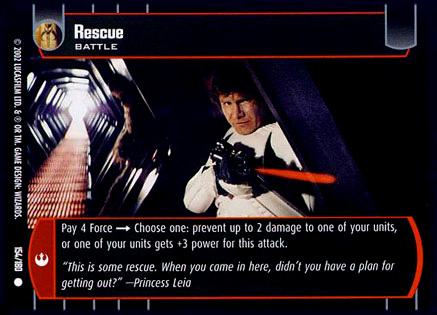 Rescue
BATTLE
Pay 4 Force → Choose one: prevent up to 2 damage to one of your units,
or one of your units gets +3 power for this attack.
“This is some rescue. When you came in here, didn’t you have a plan for
getting out?” —Princess Leia
© 2002 LUCASFILM LTD. & ® OR TM. GAME DESIGN: WIZARDS.
154/180